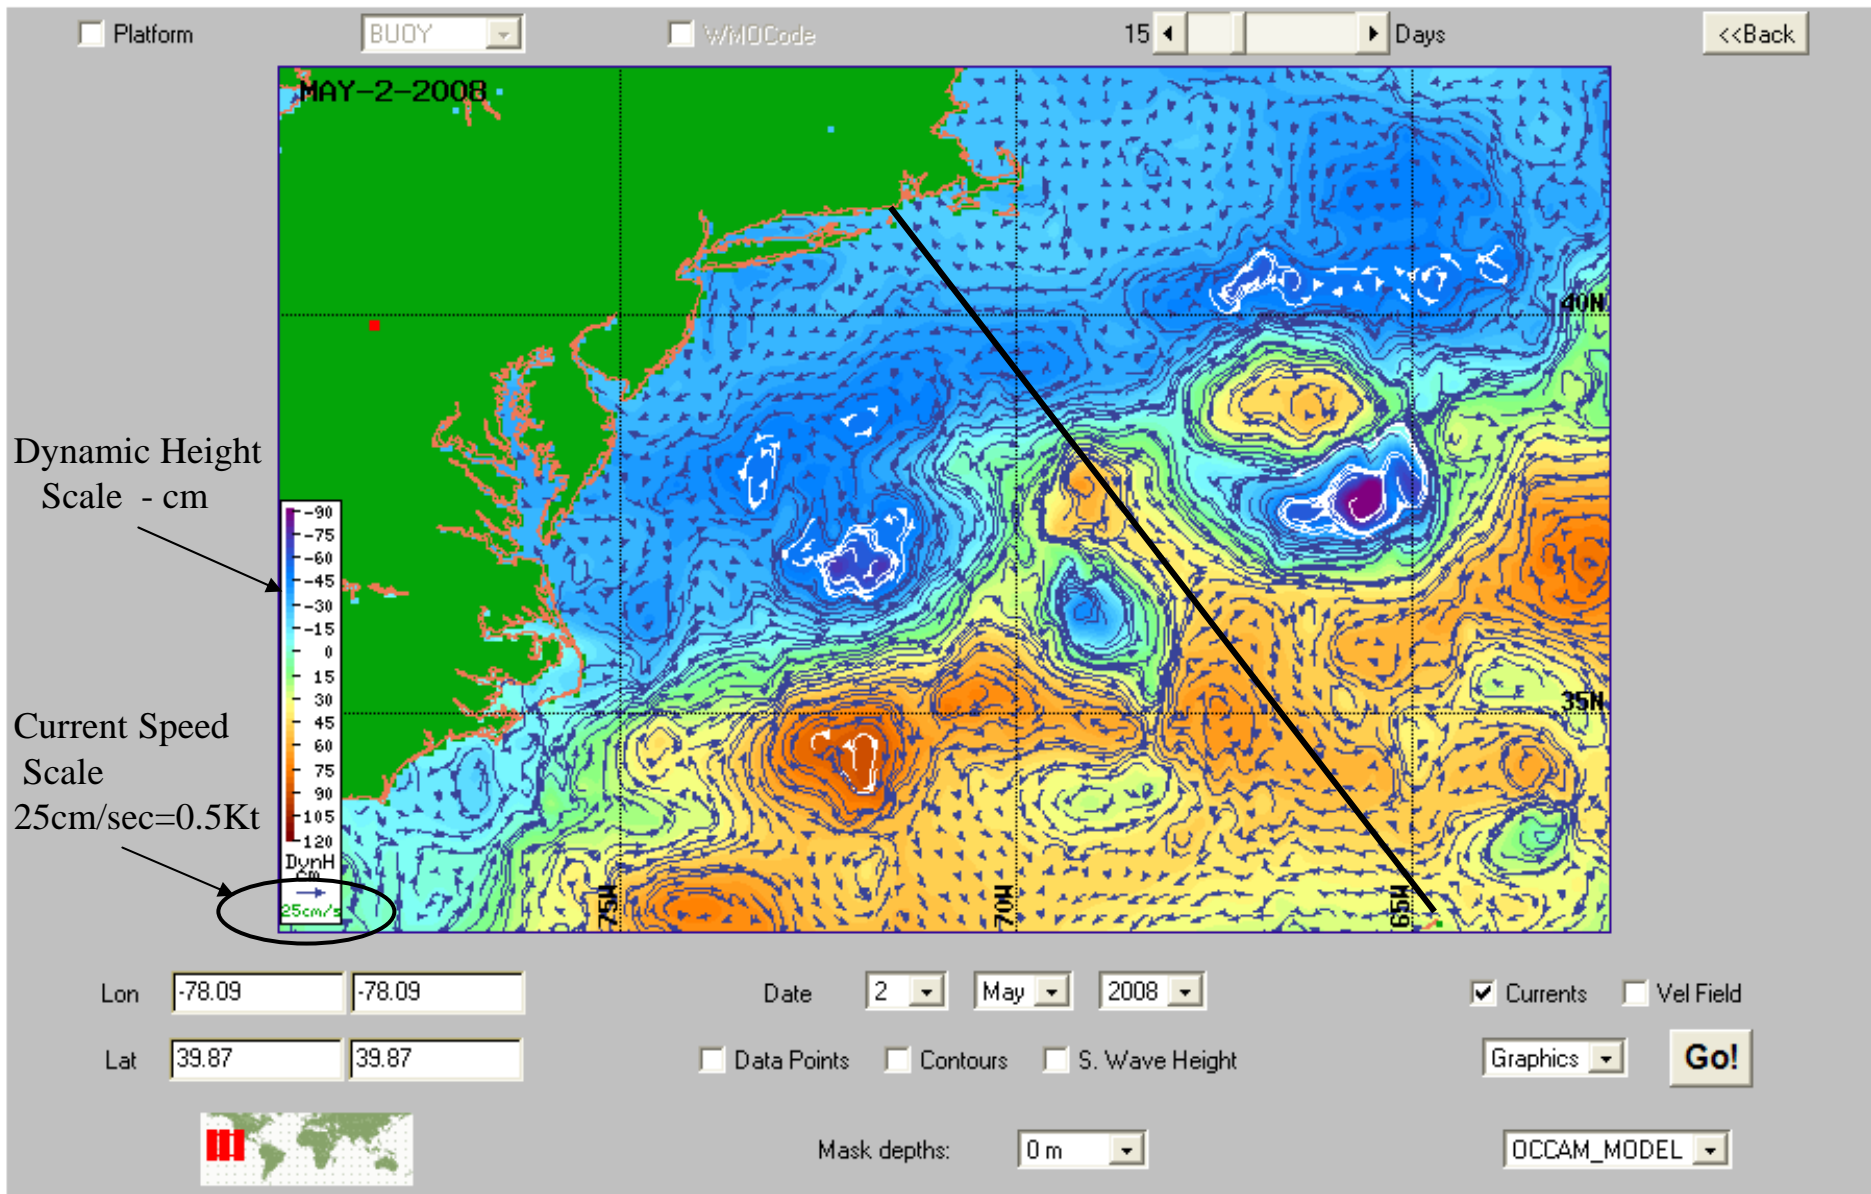 Platform
BUOY
WMOCode
15
Days
<<Back
MAY-2-2008
40N
35N
75W
70W
65W
Dynamic Height
Scale - cm
-90
-75
-60
-45
-30
-15
0
15
30
45
60
75
90
105
120
DynH
cm
25cm/s
Current Speed
Scale
25cm/sec=0.5Kt
Lon
-78.09
-78.09
Date
2
May
2008
Currents
Vel Field
Lat
39.87
39.87
Data Points
Contours
S. Wave Height
Graphics
Go!
Mask depths:
0 m
OCCAM_MODEL